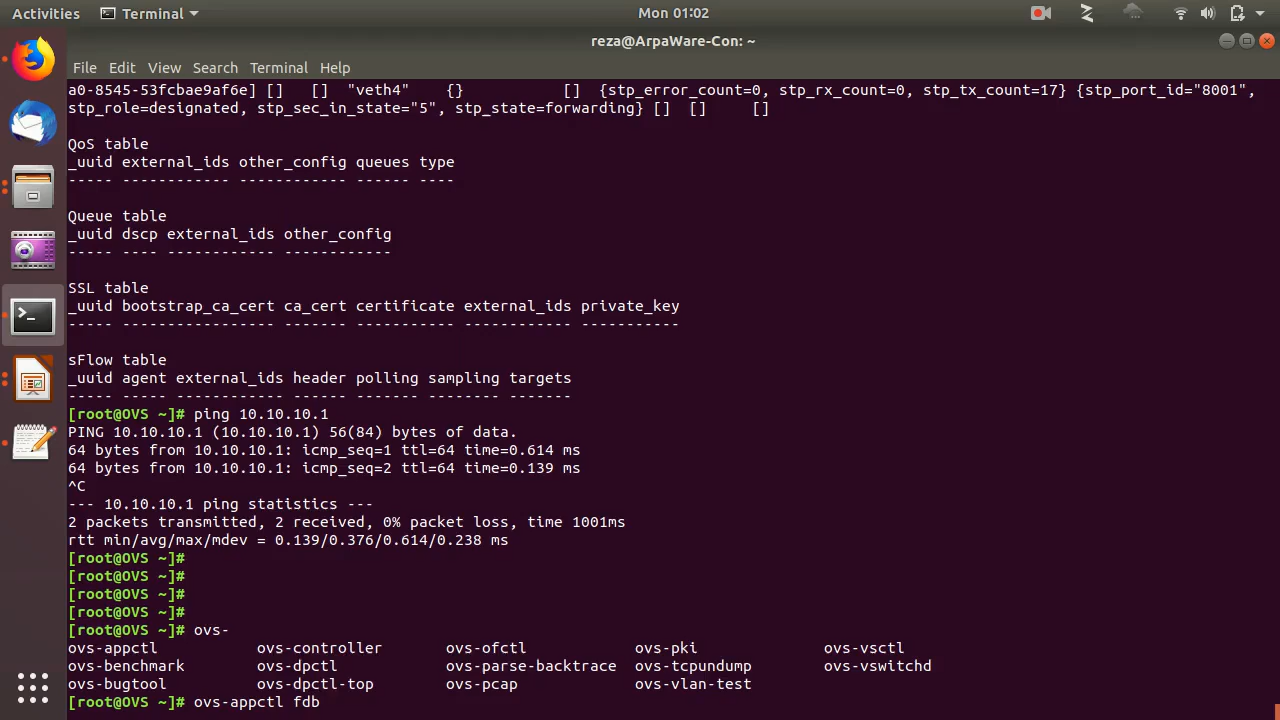 Activities Terminal Mon 01:02
reza@ArpaWare-Con: ~
File Edit View Search Terminal Help
a0-8545-53fcbae9af6e] []   []  "veth4"    {}           []  {stp_error_count=0, stp_rx_count=0, stp_tx_count=17} {stp_port_id="8001",
stp_role=designated, stp_sec_in_state="5", stp_state=forwarding} []  []     []
QoS table
_uuid external_ids other_config queues type
----- ------------ ------------ ------ ----
Queue table
_uuid dscp external_ids other_config
----- ---- ------------ ------------
SSL table
_uuid bootstrap_ca_cert ca_cert certificate external_ids private_key
----- ----------------- ------- ----------- ------------ -----------
sFlow table
_uuid agent external_ids header polling sampling targets
----- ----- ------------ ------ ------- -------- -------
[root@OVS ~]# ping 10.10.10.1
PING 10.10.10.1 (10.10.10.1) 56(84) bytes of data.
64 bytes from 10.10.10.1: icmp_seq=1 ttl=64 time=0.614 ms
64 bytes from 10.10.10.1: icmp_seq=2 ttl=64 time=0.139 ms
^C
--- 10.10.10.1 ping statistics ---
2 packets transmitted, 2 received, 0% packet loss, time 1001ms
rtt min/avg/max/mdev = 0.139/0.376/0.614/0.238 ms
[root@OVS ~]#
[root@OVS ~]#
[root@OVS ~]#
[root@OVS ~]#
[root@OVS ~]# ovs-
ovs-appctl           ovs-controller       ovs-ofctl            ovs-pki              ovs-vsctl
ovs-benchmark        ovs-dpctl            ovs-parse-backtrace  ovs-tcpundump        ovs-vswitchd
ovs-bugtool          ovs-dpctl-top        ovs-pcap             ovs-vlan-test
[root@OVS ~]# ovs-appctl fdb